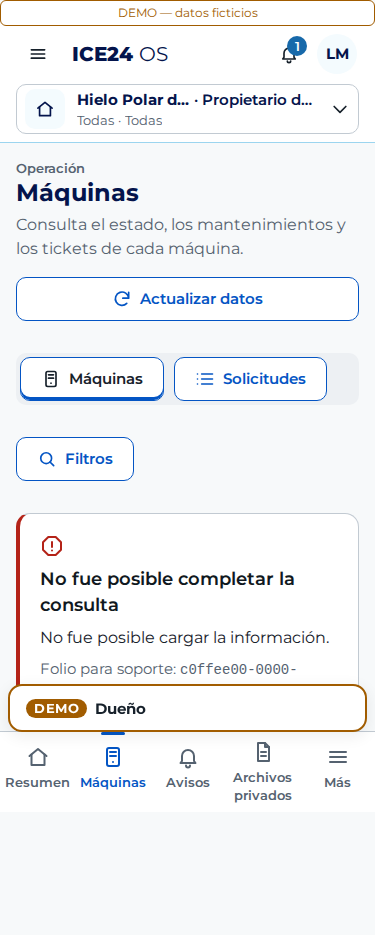 DEMO — datos ficticios
ICE24 OS
1
LM
Hielo Polar d... · Propietario d...
Todas · Todas
Operación
Máquinas
Consulta el estado, los mantenimientos y
los tickets de cada máquina.
Actualizar datos
Máquinas
Solicitudes
Filtros
No fue posible completar la
consulta
No fue posible cargar la información.
Folio para soporte: c0ffee00-0000-
DEMO Dueño
Resumen
Máquinas
Avisos
Archivos
privados
Más